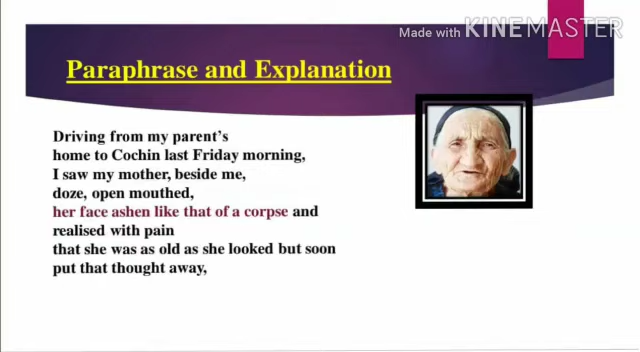 Made with KINEMASTER
Paraphrase and Explanation
Driving from my parent's
home to Cochin last Friday morning,
I saw my mother, beside me,
doze, open mouthed,
her face ashen like that of a corpse and
realised with pain
that she was as old as she looked but soon
put that thought away,